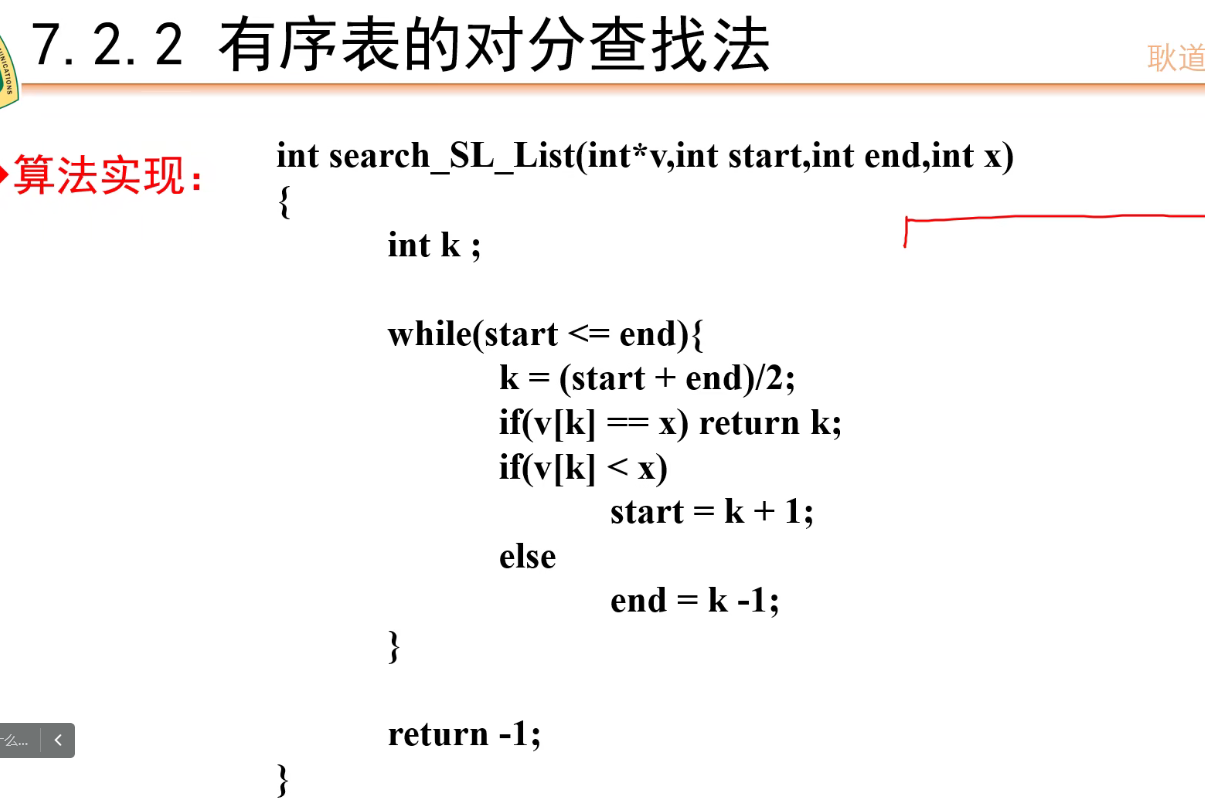 7.2.2 有序表的对分查找法
耿道
算法实现：
int search_SL_List(int*v,int start,int end,int x)
{
int k ;
while(start <= end){
k = (start + end)/2;
if(v[k] == x) return k;
if(v[k] < x)
start = k + 1;
else
end = k -1;
}
return -1;
}
么...